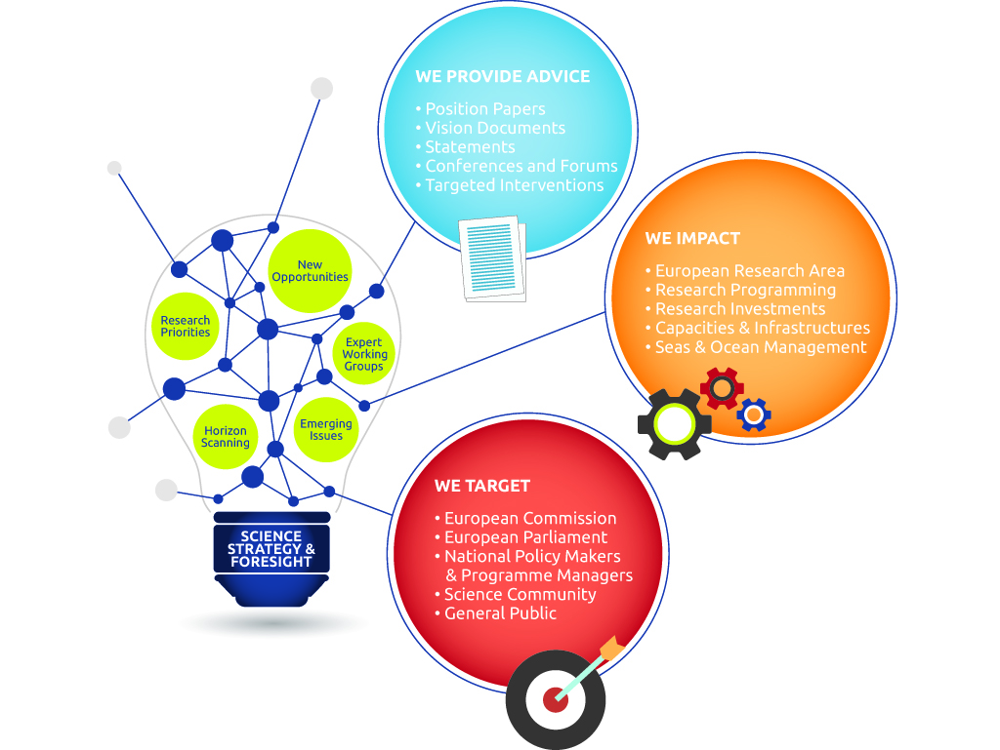 WE PROVIDE ADVICE
• Position Papers
• Vision Documents
• Statements
• Conferences and Forums
• Targeted Interventions
WE IMPACT
• European Research Area
• Research Programming
• Research Investments
• Capacities & Infrastructures
• Seas & Ocean Management
New
Opportunities
Research
Priorities
Expert
Working
Groups
Horizon
Scanning
Emerging
Issues
SCIENCE
STRATEGY &
FORESIGHT
WE TARGET
• European Commission
• European Parliament
• National Policy Makers
& Programme Managers
• Science Community
• General Public